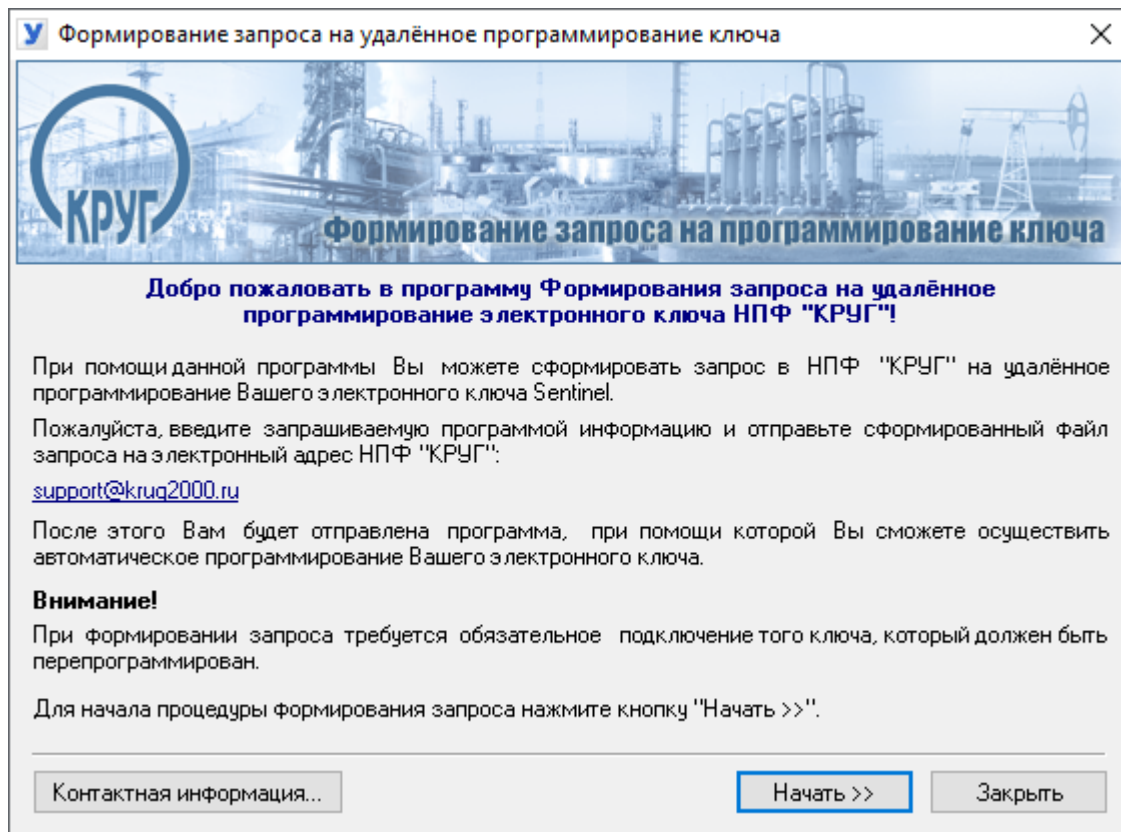 Формирование запроса на удалённое программирование ключа
КРУГ
Формирование запроса на программирование ключа
Добро пожаловать в программу Формирования запроса на удалённое
программирование электронного ключа НПФ "КРУГ"!
При помощи данной программы Вы можете сформировать запрос в НПФ "КРУГ" на удалённое
программирование Вашего электронного ключа Sentinel.
Пожалуйста, введите запрашиваемую программой информацию и отправьте сформированный файл
запроса на электронный адрес НПФ "КРУГ":
support@krug2000.ru
После этого Вам будет отправлена программа, при помощи которой Вы сможете осуществить
автоматическое программирование Вашего электронного ключа.
Внимание!
При формировании запроса требуется обязательное подключение того ключа, который должен быть
перепрограммирован.
Для начала процедуры формирования запроса нажмите кнопку "Начать >>".
Контактная информация...
Начать >>
Закрыть